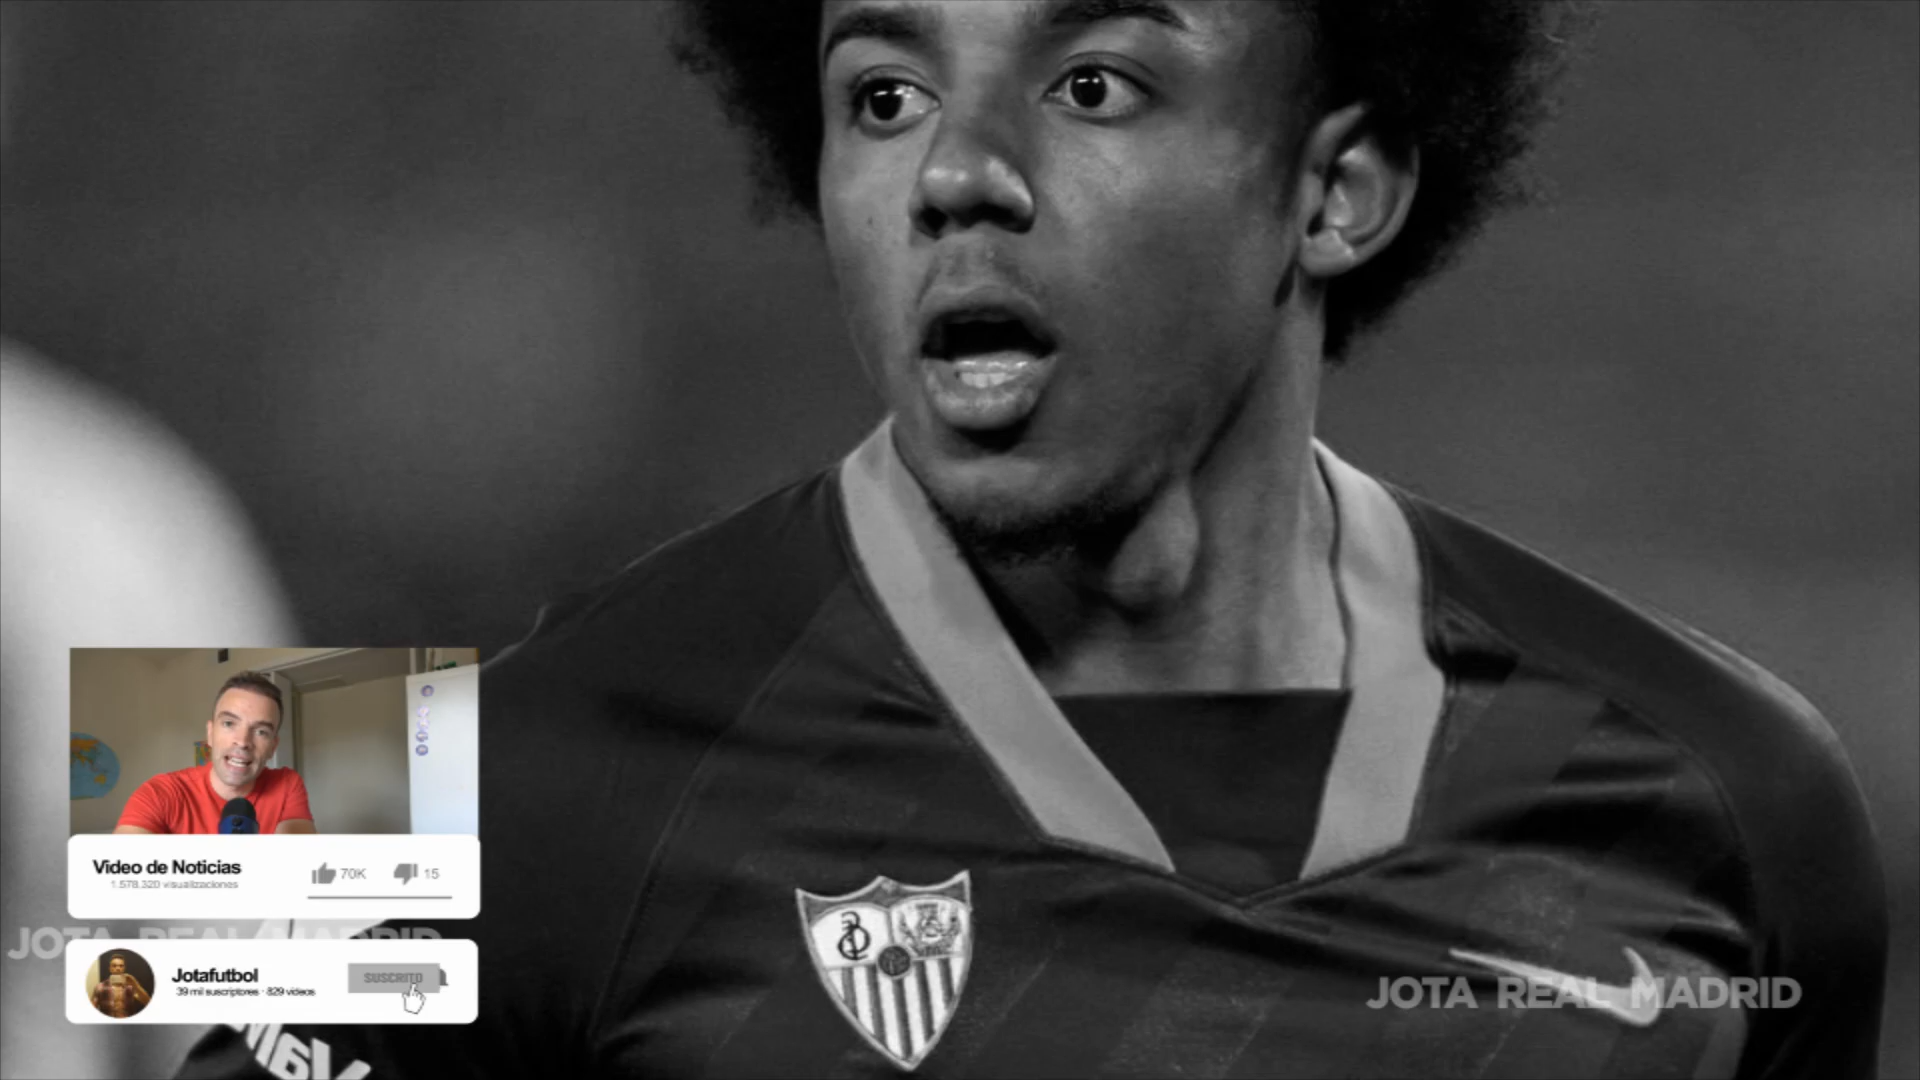 Vídeo de Noticias
1.578.320 visualizaciones
70K
15
JOTA REAL MADRID
Jotafutbol
39 mil suscriptores · 829 videos
SUSCRITO
JOTA REAL MADRID